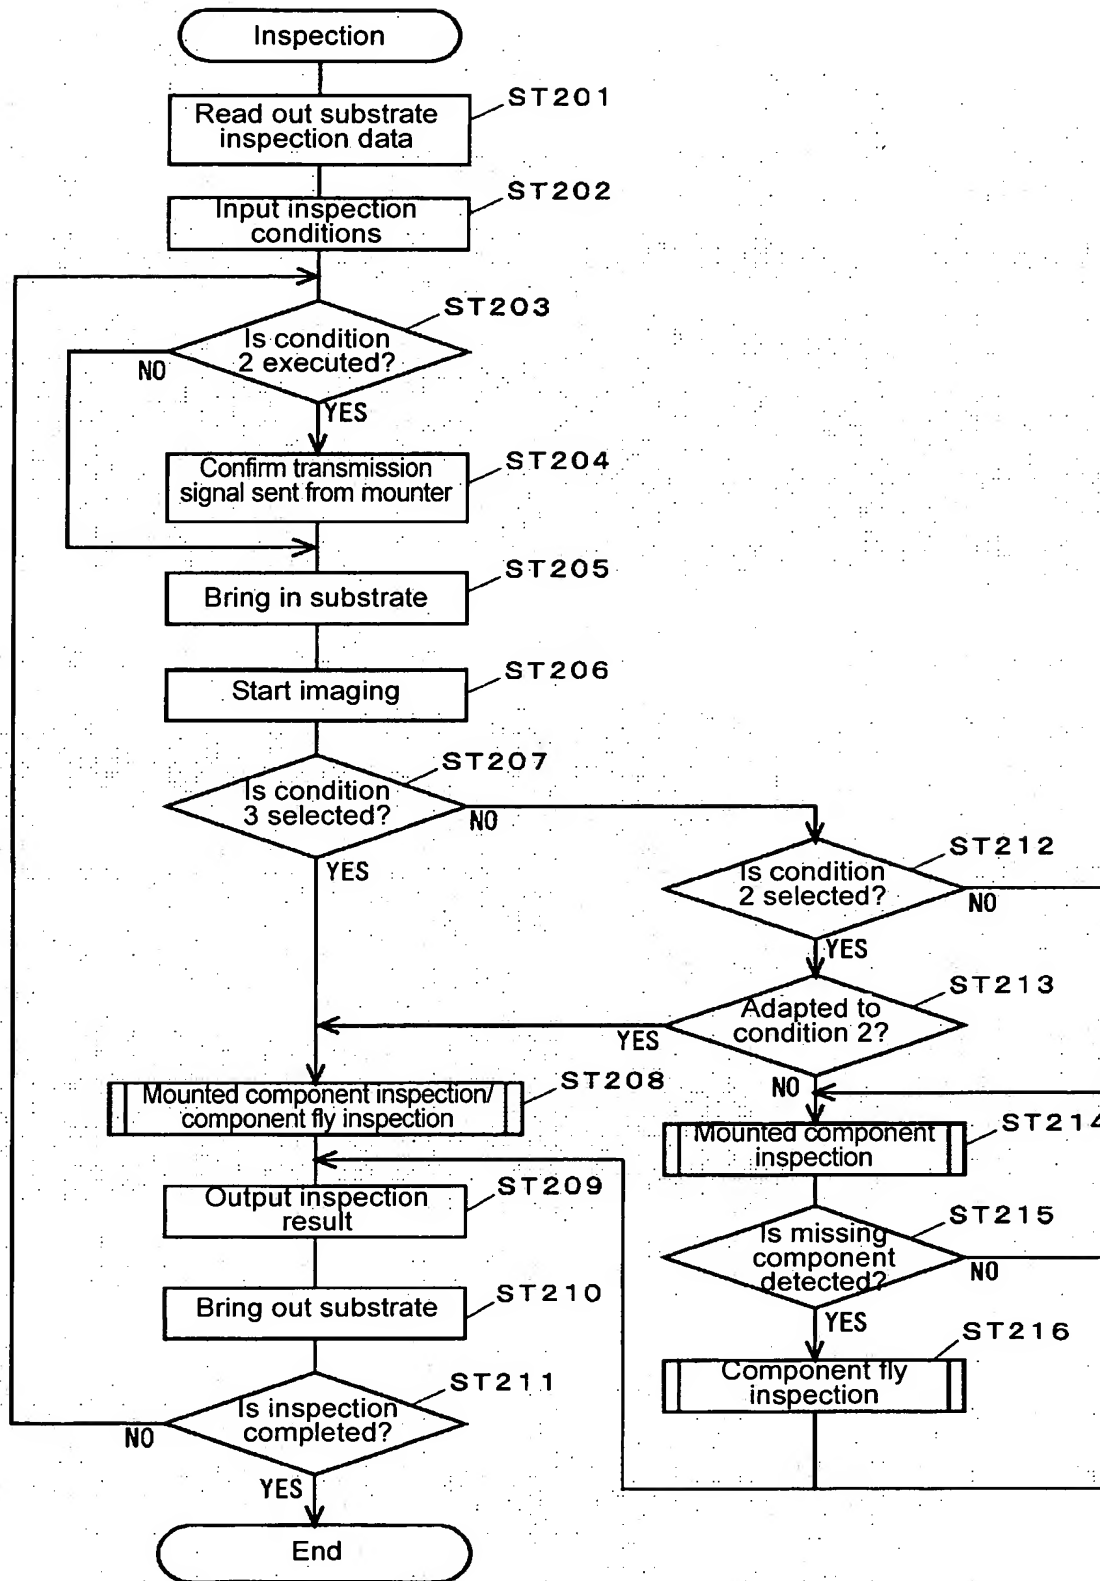 Inspection
Read out substrate
inspection data
ST201
Input inspection
conditions
ST202
Is condition
2 executed?
ST203
NO
YES
Confirm transmission
signal sent from mounter
ST204
Bring in substrate
ST205
Start imaging
ST206
Is condition
3 selected?
ST207
NO
YES
Is condition
2 selected?
ST212
NO
YES
Adapted to
condition 2?
ST213
YES
NO
Mounted component inspection/
component fly inspection
ST208
Mounted component
inspection
ST214
Output inspection
result
ST209
Is missing
component
detected?
ST215
NO
YES
Bring out substrate
ST210
Component fly
inspection
ST216
Is inspection
completed?
ST211
NO
YES
End